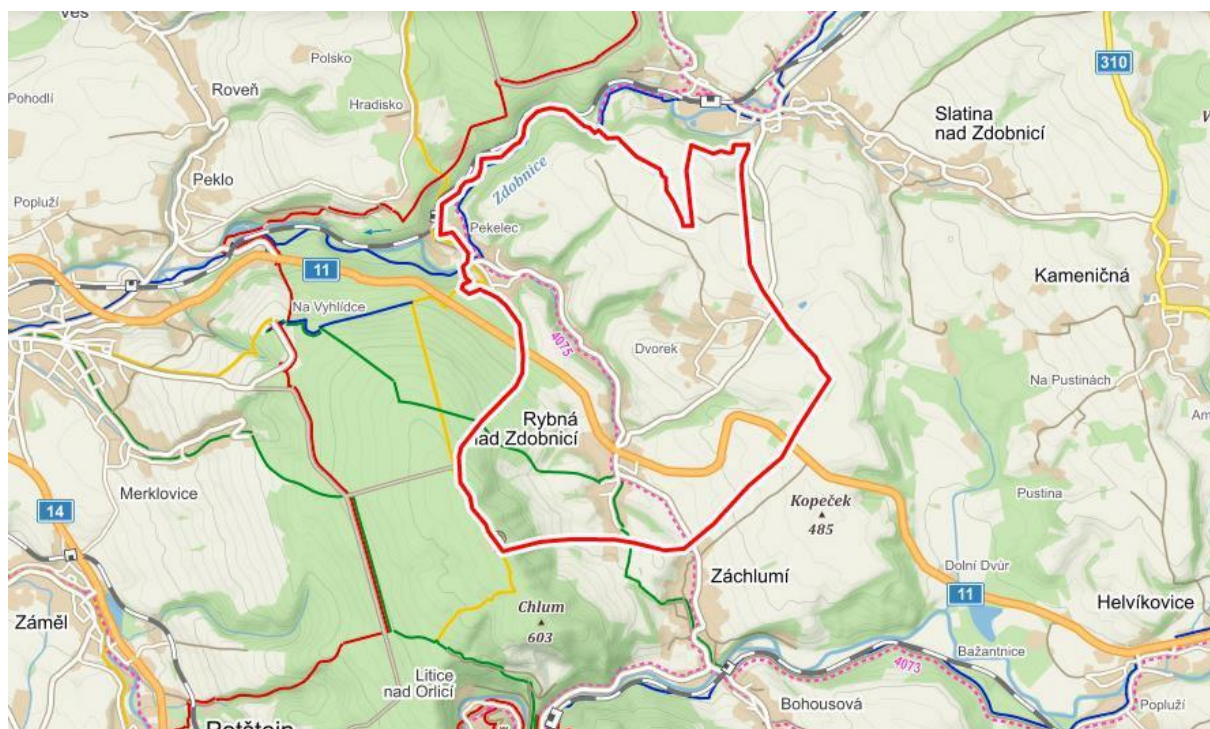 ves
Polsko
Roveň
Pohodlí
Hradisko
310
Slatina
nad Zdobnicí
Peklo
Popluží
Zdobnice
Pekelec
11
Kameničná
Na Vyhlídce
4075
Dvorek
Na Pustinách
Am
Rybná
nad Zdobnicí
Merklovice
14
Kopeček
485
Pustina
Záchlumí
Dolní Dvůr
11
Helvíkovice
Chlum
603
Záměl
Bažantnice
Litice
nad Orlicí
4073
Bohousová
Popluží